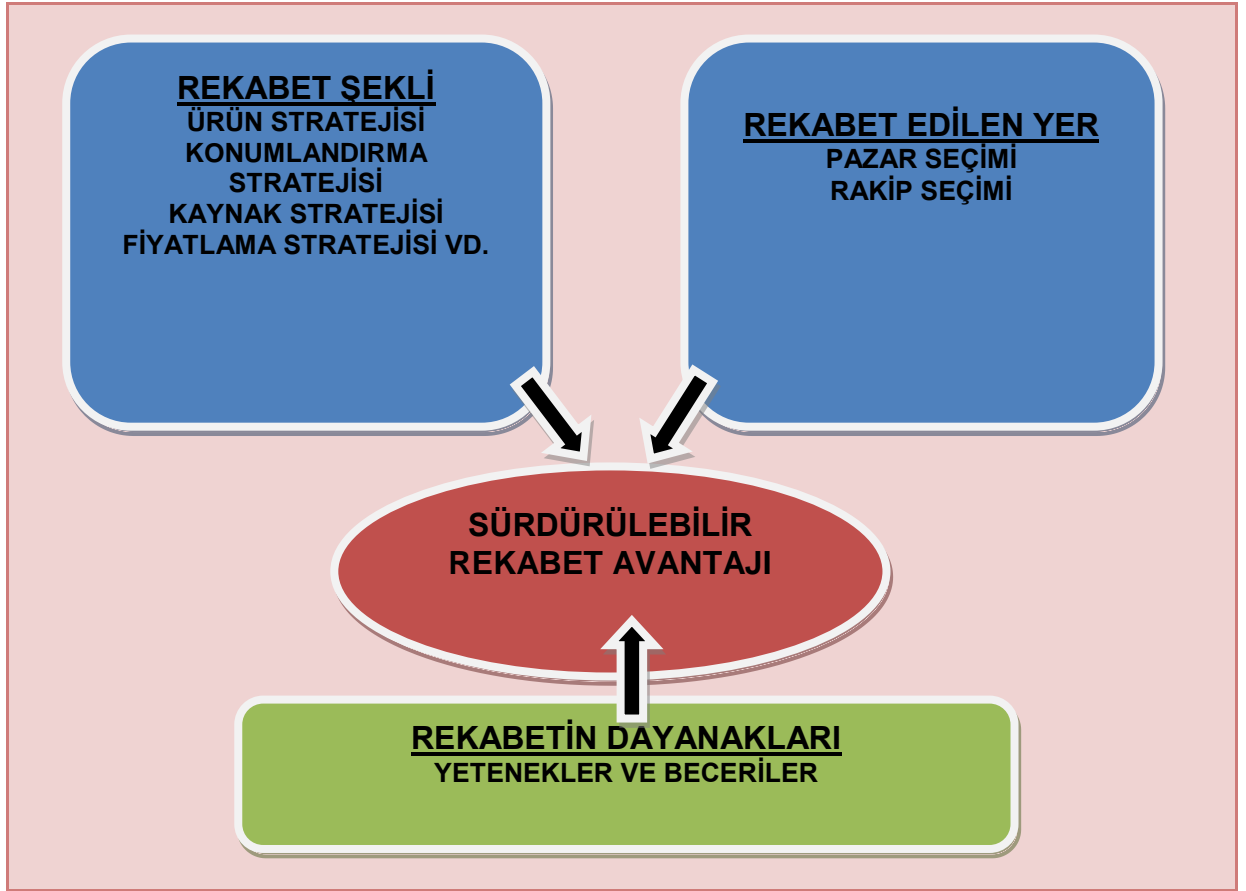 REKABET ŞEKLİ
ÜRÜN STRATEJİSİ
KONUMLANDIRMA
STRATEJİSİ
KAYNAK STRATEJİSİ
FİYATLAMA STRATEJİSİ VD.
REKABET EDİLEN YER
PAZAR SEÇİMİ
RAKİP SEÇİMİ
SÜRDÜRÜLEBİLİR
REKABET AVANTAJI
REKABETİN DAYANAKLARI
YETENEKLER VE BECERİLER